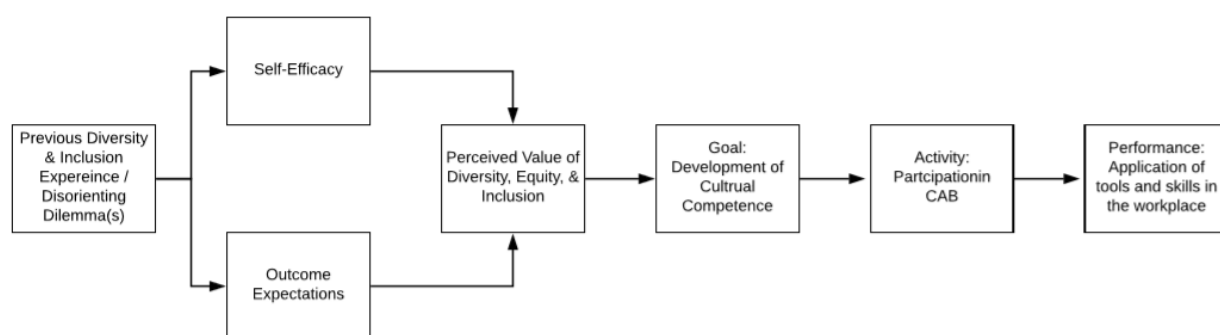 Previous Diversity
& Inclusion
Expereince /
Disorienting
Dilemma(s)
Self-Efficacy
Outcome
Expectations
Perceived Value of
Diversity, Equity, &
Inclusion
Goal:
Development of
Cultrual
Competence
Activity:
Partcipationin
CAB
Performance:
Application of
tools and skills in
the workplace